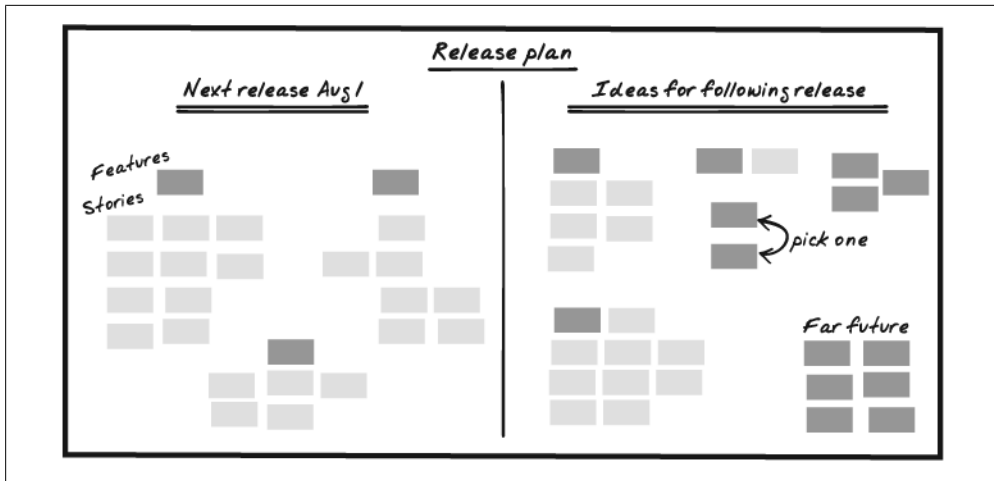 Release plan
Next release Aug 1
Ideas for following release
Features
Stories
pick one
Far future